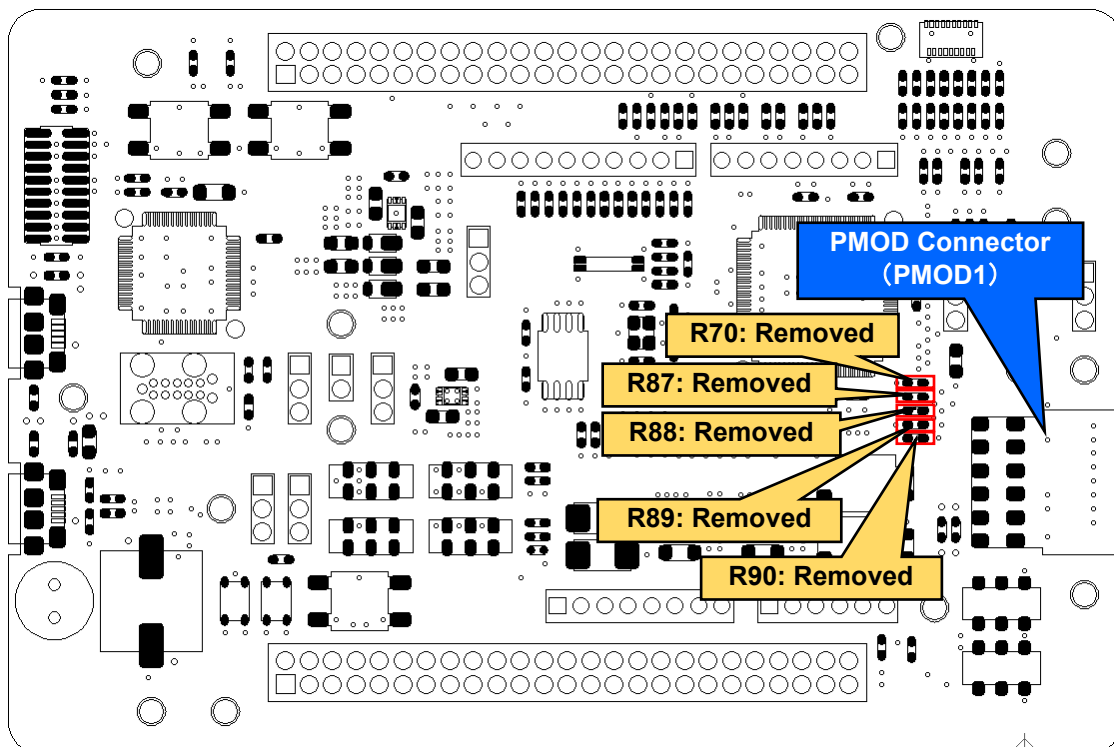 PMOD Connector
（PMOD1）
R70: Removed
R87: Removed
R88: Removed
R89: Removed
R90: Removed